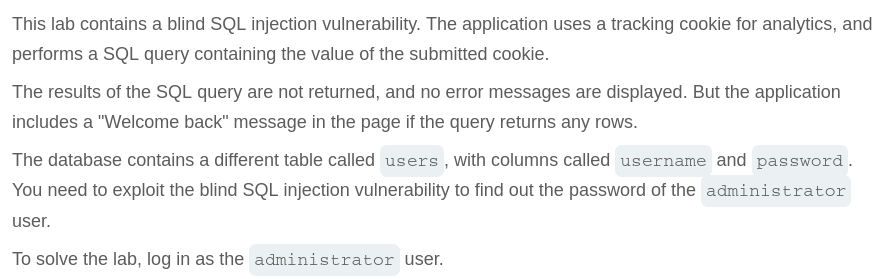 This lab contains a blind SQL injection vulnerability. The application uses a tracking cookie for analytics, and
performs a SQL query containing the value of the submitted cookie.
The results of the SQL query are not returned, and no error messages are displayed. But the application
includes a "Welcome back" message in the page if the query returns any rows.
The database contains a different table called users, with columns called username and password.
You need to exploit the blind SQL injection vulnerability to find out the password of the administrator
user.
To solve the lab, log in as the administrator user.